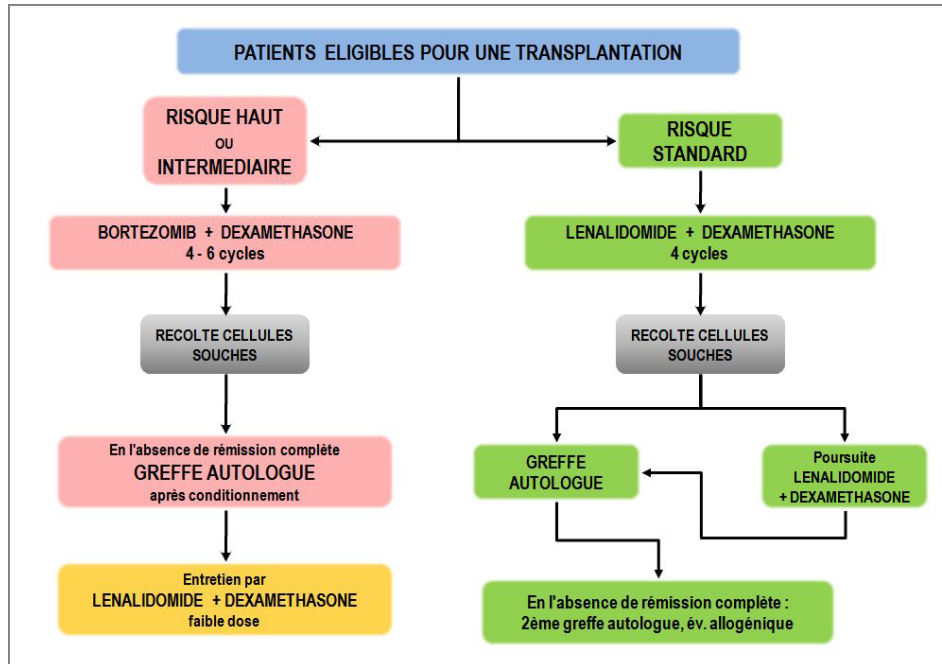 PATIENTS ELIGIBLES POUR UNE TRANSPLANTATION
RISQUE HAUT
OU
INTERMEDIAIRE
RISQUE
STANDARD
BORTEZOMIB + DEXAMETHASONE
4 - 6 cycles
LENALIDOMIDE + DEXAMETHASONE
4 cycles
RECOLTE CELLULES
SOUCHES
RECOLTE CELLULES
SOUCHES
En l'absence de rémission complète
GREFFE AUTOLOGUE
après conditionnement
GREFFE
AUTOLOGUE
Poursuite
LENALIDOMIDE
+ DEXAMETHASONE
Entretien par
LENALIDOMIDE + DEXAMETHASONE
faible dose
En l'absence de rémission complète :
2ème greffe autologue, év. allogénique